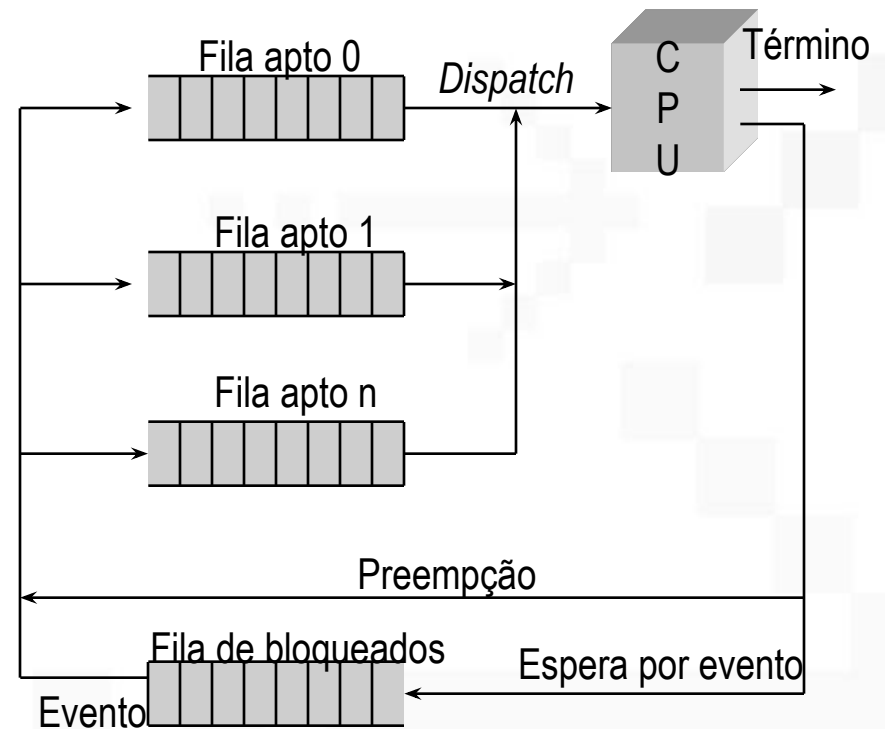 Fila apto 0
Dispatch
C
P
U
Término
Fila apto 1
Fila apto n
Preempção
Fila de bloqueados
Espera por evento
Evento